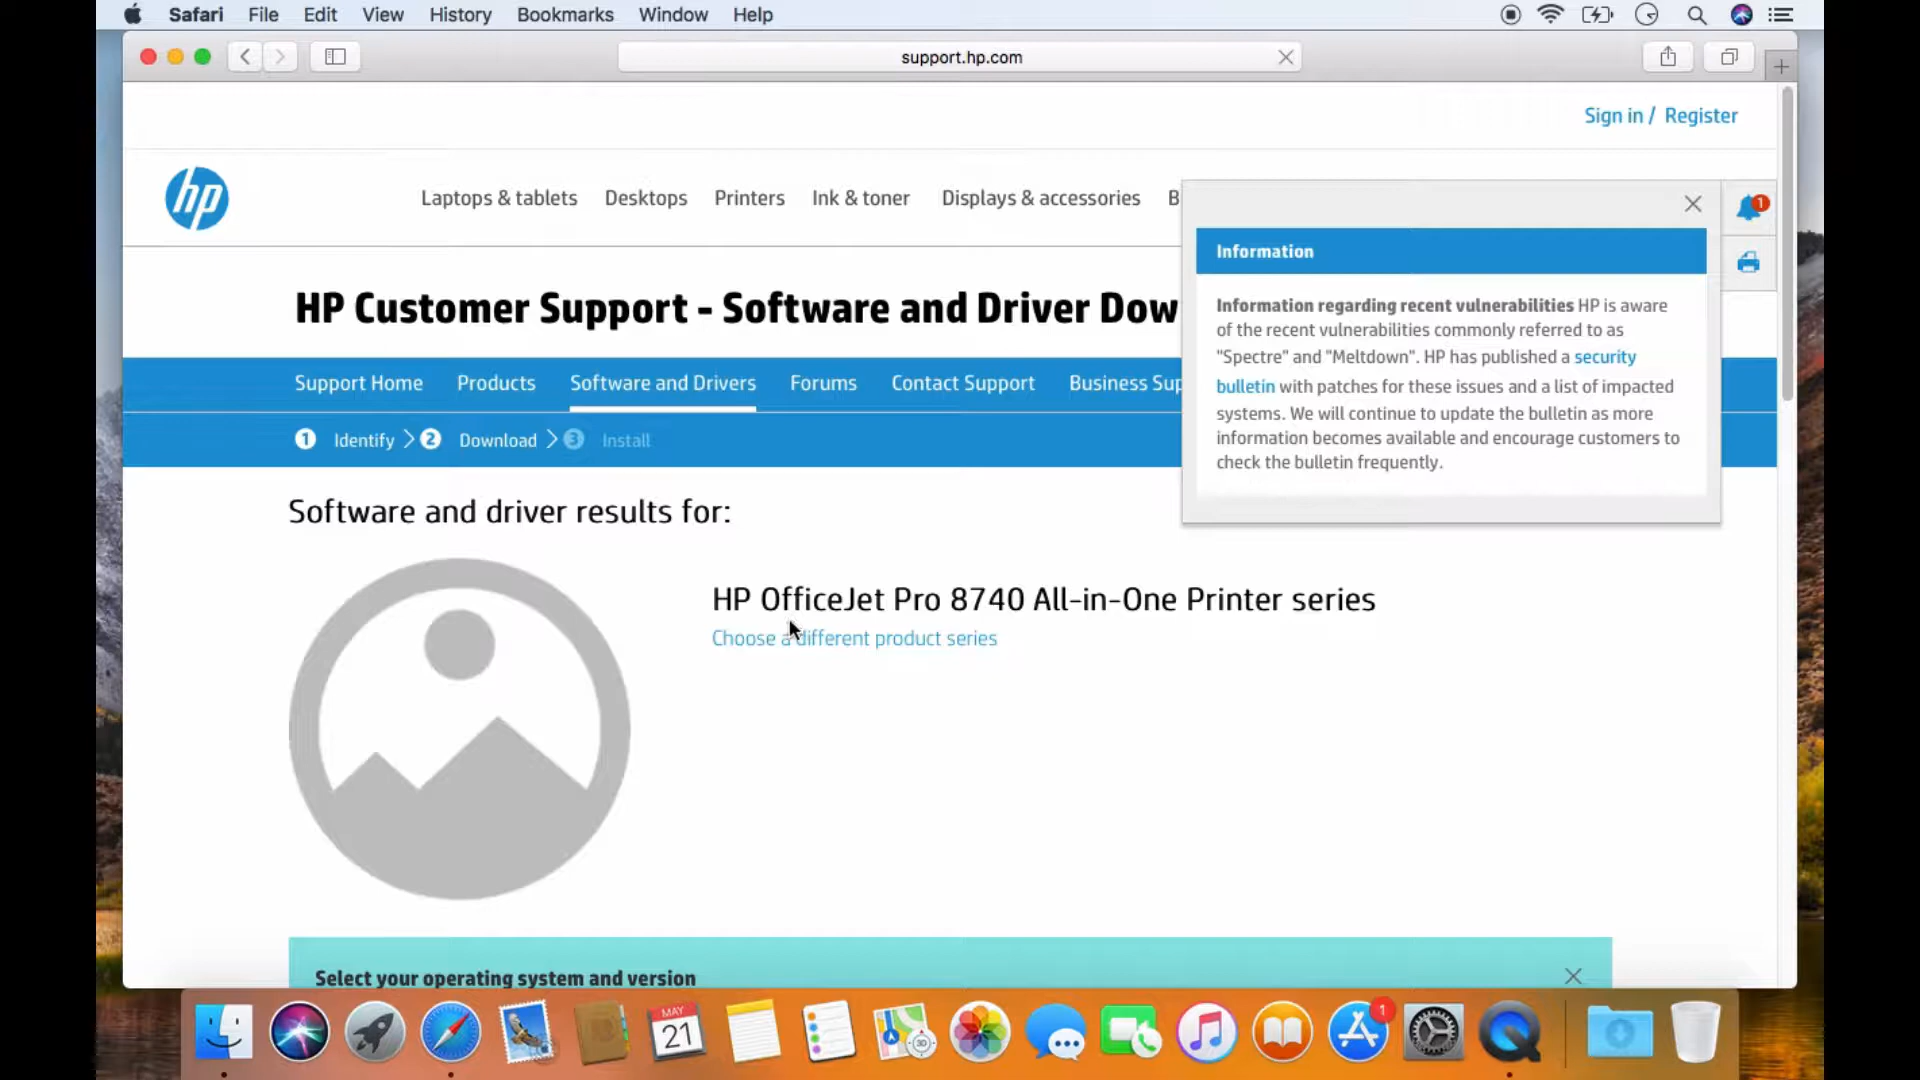 Safari File Edit View History Bookmarks Window Help
support.hp.com
Sign in / Register
hp
Laptops & tablets Desktops Printers Ink & toner Displays & accessories B
1
HP Customer Support - Software and Driver Dow
Support Home Products Software and Drivers Forums Contact Support Business Sup
1 Identify 2 Download 3 Install
Information
Information regarding recent vulnerabilities HP is aware
of the recent vulnerabilities commonly referred to as
"Spectre" and "Meltdown". HP has published a security
bulletin with patches for these issues and a list of impacted
systems. We will continue to update the bulletin as more
information becomes available and encourage customers to
check the bulletin frequently.
Software and driver results for:
HP OfficeJet Pro 8740 All-in-One Printer series
Choose a different product series
Select your operating system and version
MAY
21
3D
1